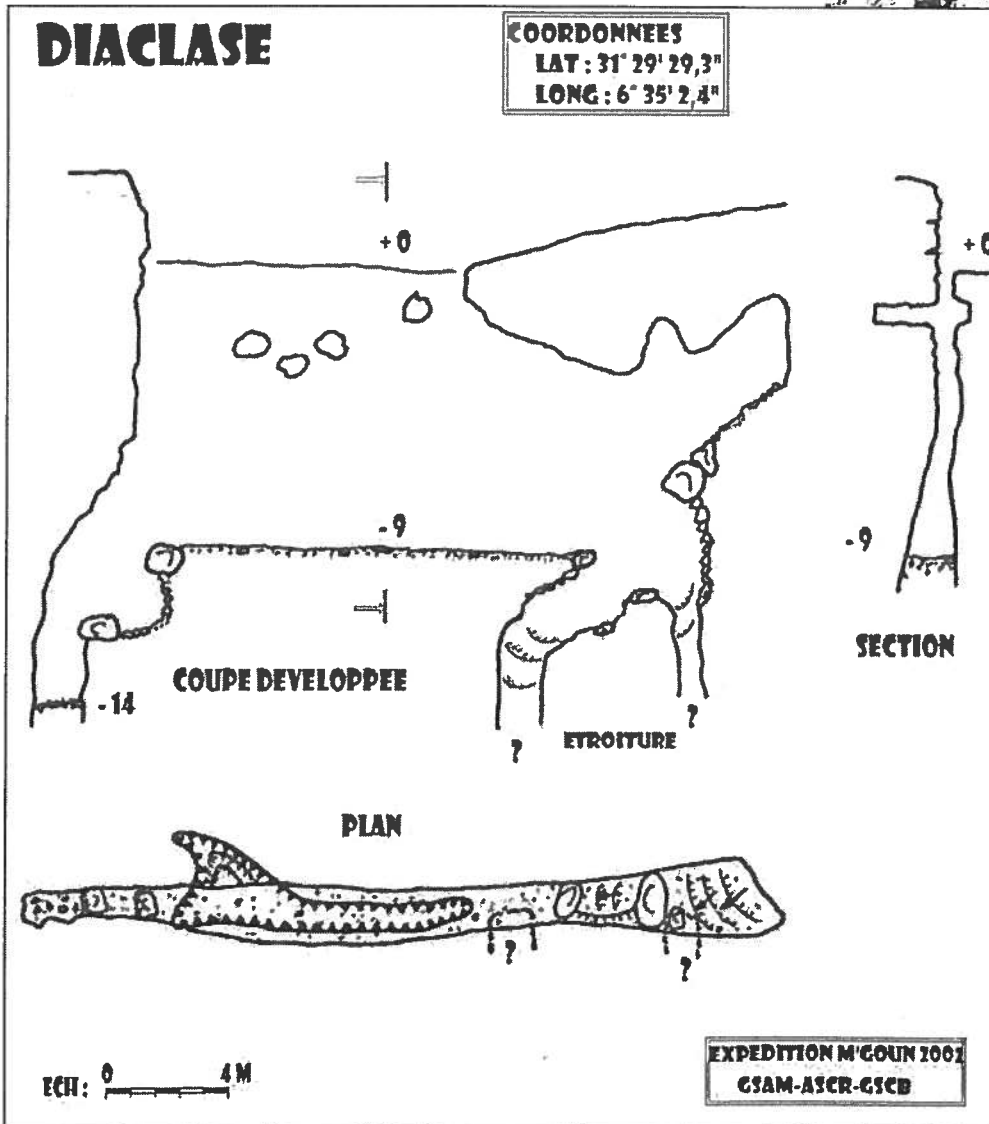 DIACLASE
COORDONNEES
LAT : 31° 29' 29,3"
LONG : 6° 35' 2,4"
+0
+0
-9
-9
SECTION
COUPE DEVELOPPEE
-14
?
?
ETROITURE
PLAN
?
?
ECH : 0 4 M
EXPEDITION M'GOUN 2002
GSAM-ASCR-GSCB